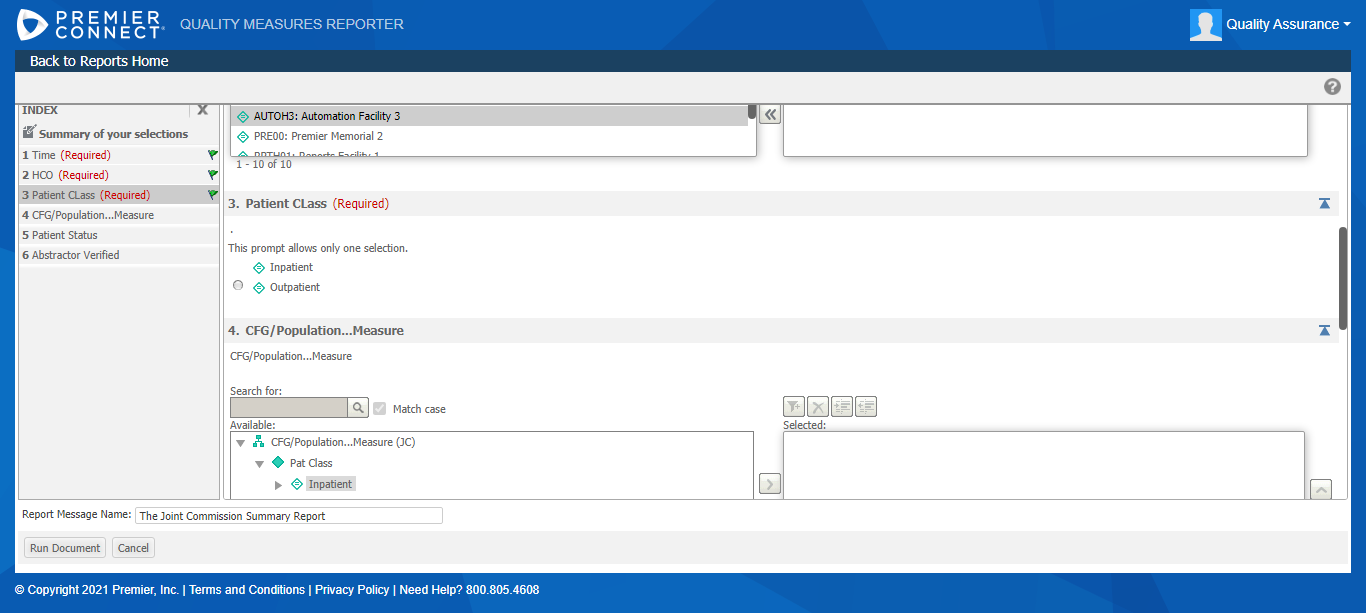 PREMIER CONNECT QUALITY MEASURES REPORTER
Quality Assurance
Back to Reports Home
INDEX
Summary of your selections
1 Time (Required)
2 HCO (Required)
3 Patient CLass (Required)
4 CFG/Population...Measure
5 Patient Status
6 Abstractor Verified
AUTOH3: Automation Facility 3
PRE00: Premier Memorial 2
1 - 10 of 10
3. Patient CLass (Required)
.
This prompt allows only one selection.
Inpatient
Outpatient
4. CFG/Population...Measure
CFG/Population...Measure
Search for:
Match case
Available:
CFG/Population...Measure (JC)
Pat Class
Inpatient
Selected:
Report Message Name: The Joint Commission Summary Report
Run Document Cancel
© Copyright 2021 Premier, Inc. | Terms and Conditions | Privacy Policy | Need Help? 800.805.4608